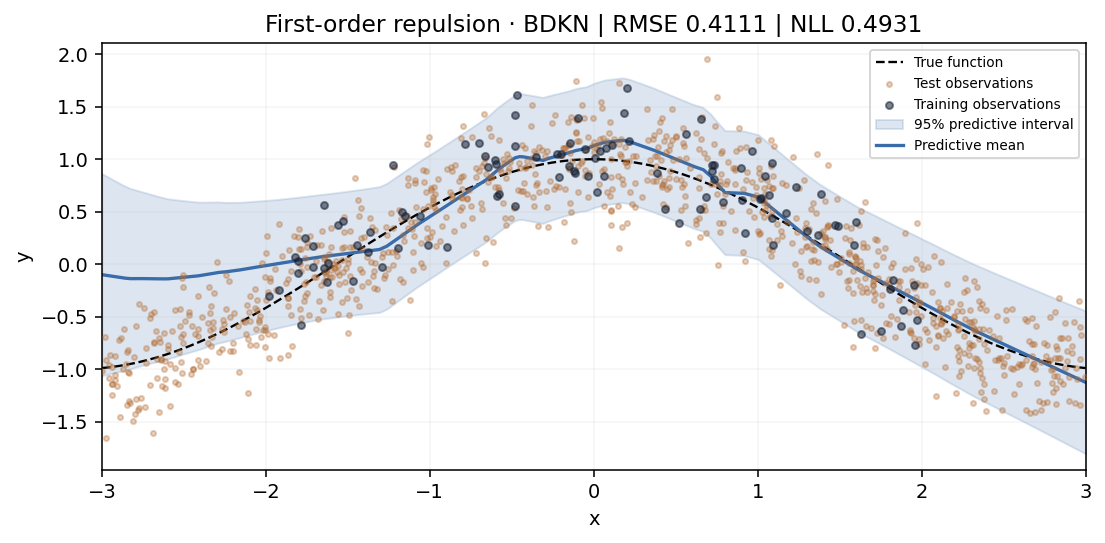 First-order repulsion · BDKN | RMSE 0.4111 | NLL 0.4931
True function
Test observations
Training observations
95% predictive interval
Predictive mean
y
2.0
1.5
1.0
0.5
0.0
−0.5
−1.0
−1.5
−3
−2
−1
0
1
2
3
x